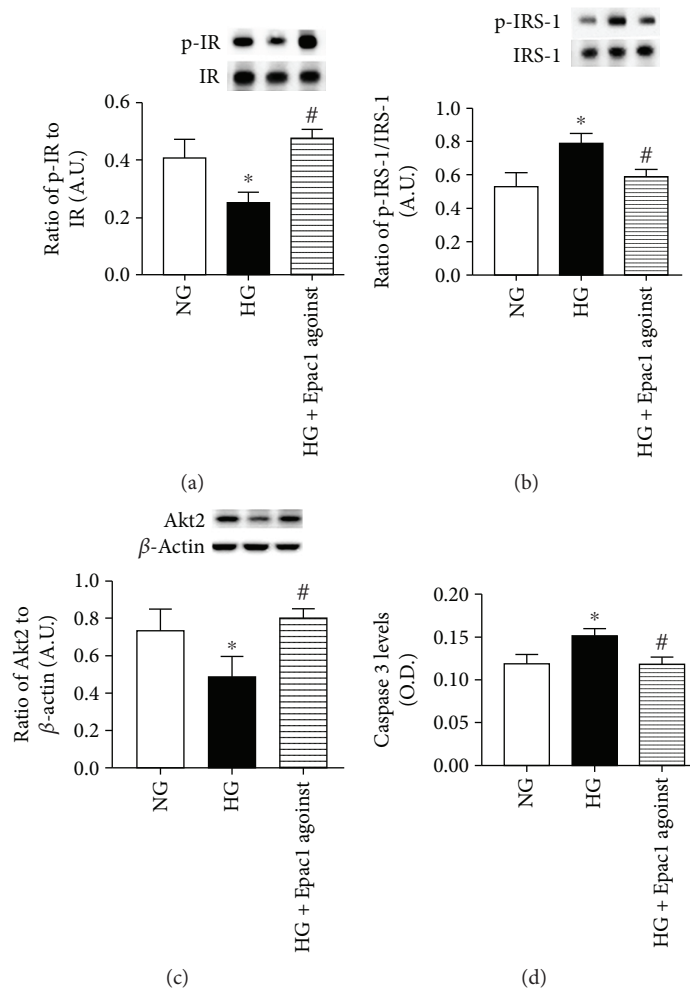 p-IR
IR
Ratio of p-IR to
IR (A.U.)
0.6
0.4
0.2
0.0
*
#
NG
HG
HG + Epac1 agoinst
(a)
p-IRS-1
IRS-1
Ratio of p-IRS-1/IRS-1
(A.U.)
1.0
0.8
0.6
0.4
0.2
0.0
*
#
NG
HG
HG + Epac1 against
(b)
Akt2
β-Actin
Ratio of Akt2 to
β-actin (A.U.)
1.0
0.8
0.6
0.4
0.2
0.0
*
#
NG
HG
HG + Epac1 against
(c)
Caspase 3 levels
(O.D.)
0.20
0.15
0.10
0.05
0.00
*
#
NG
HG
HG + Epac1 against
(d)